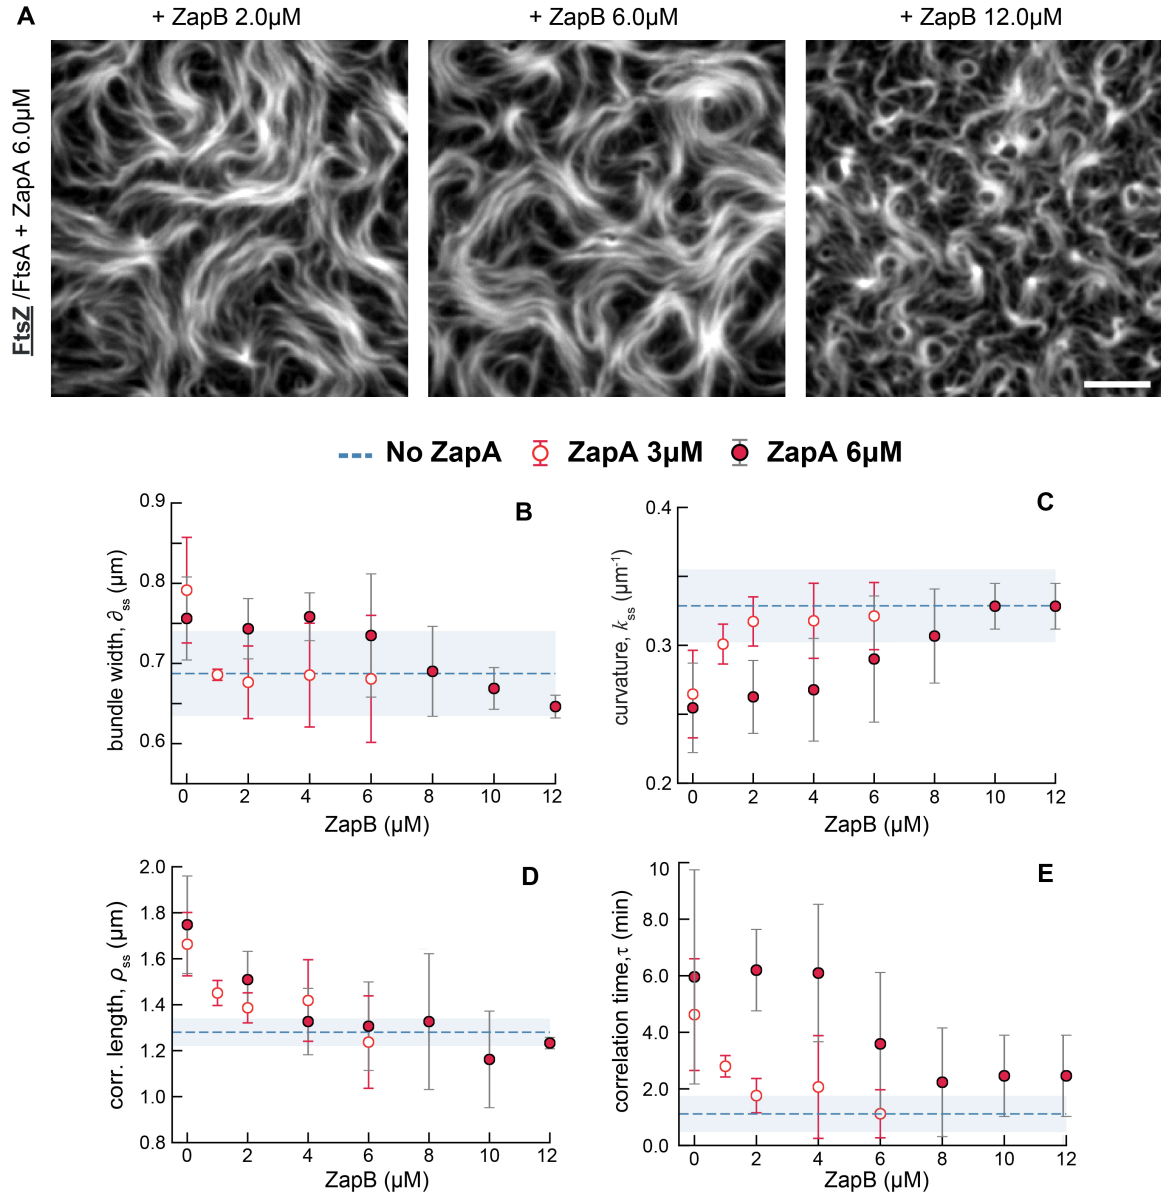 A
+ ZapB 2.0µM
+ ZapB 6.0µM
+ ZapB 12.0µM
FtsZ /FtsA + ZapA 6.0µM
No ZapA
ZapA 3µM
ZapA 6µM
B
bundle width, ∂ss (µm)
0.9
0.8
0.7
0.6
0 2 4 6 8 10 12
ZapB (µM)
C
curvature, kss (µm-1)
0.4
0.3
0.2
0 2 4 6 8 10 12
ZapB (µM)
D
corr. length, ρss (µm)
2.0
1.8
1.6
1.4
1.2
1.0
0.8
0 2 4 6 8 10 12
ZapB (µM)
E
correlation time,τ (min)
10
8.0
6.0
4.0
2.0
0.0
0 2 4 6 8 10 12
ZapB (µM)